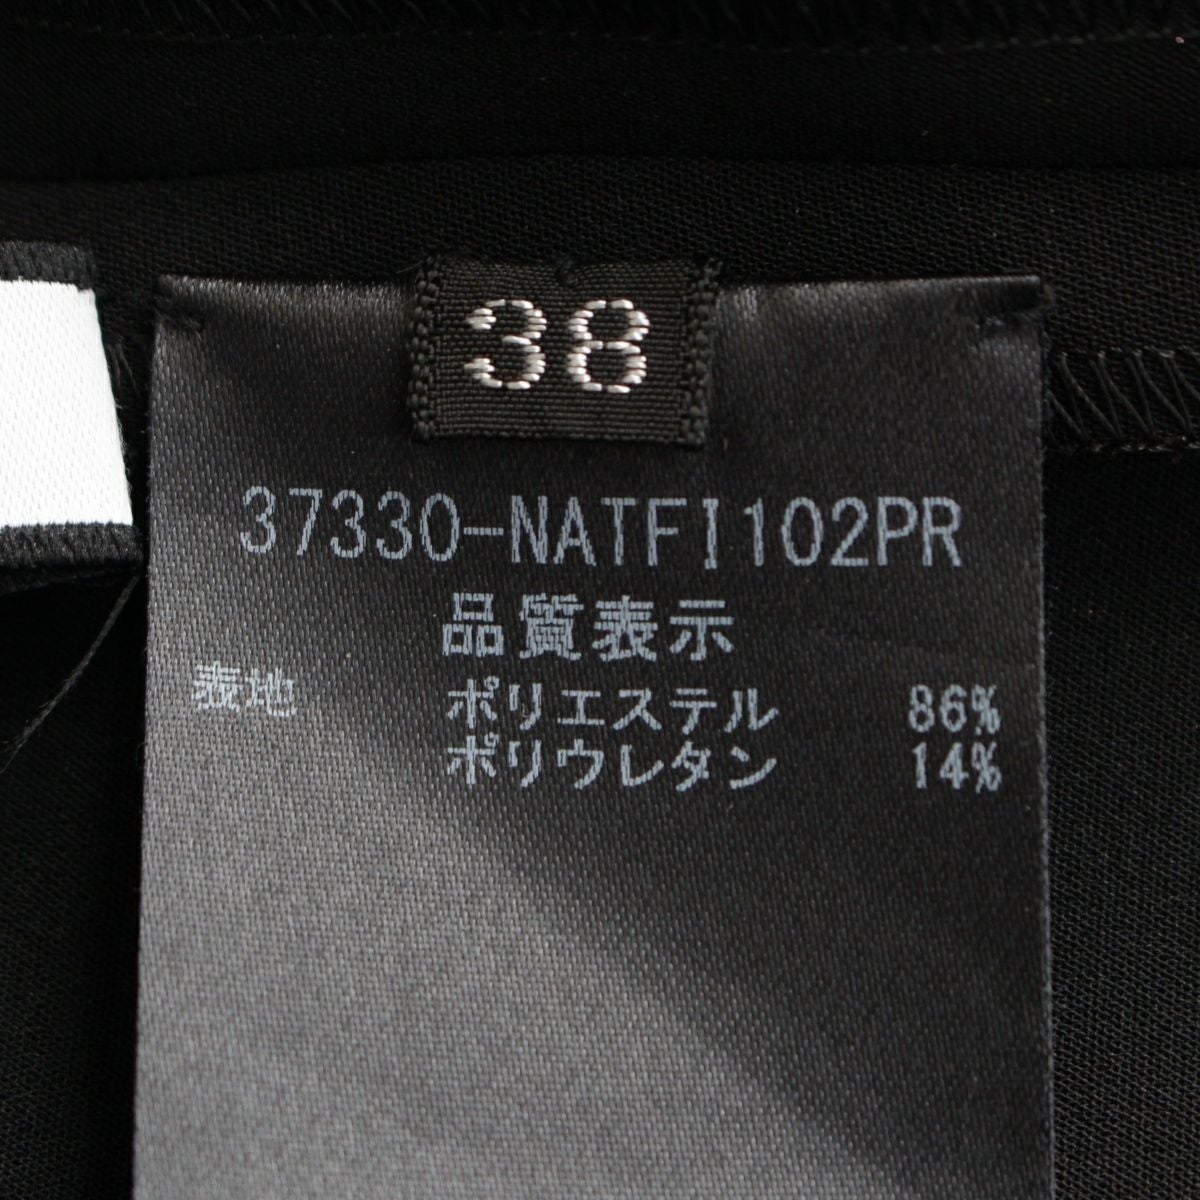 38
37330-NATFI102PR
品質表示
表地 ポリエステル 86%
ポリウレタン 14%